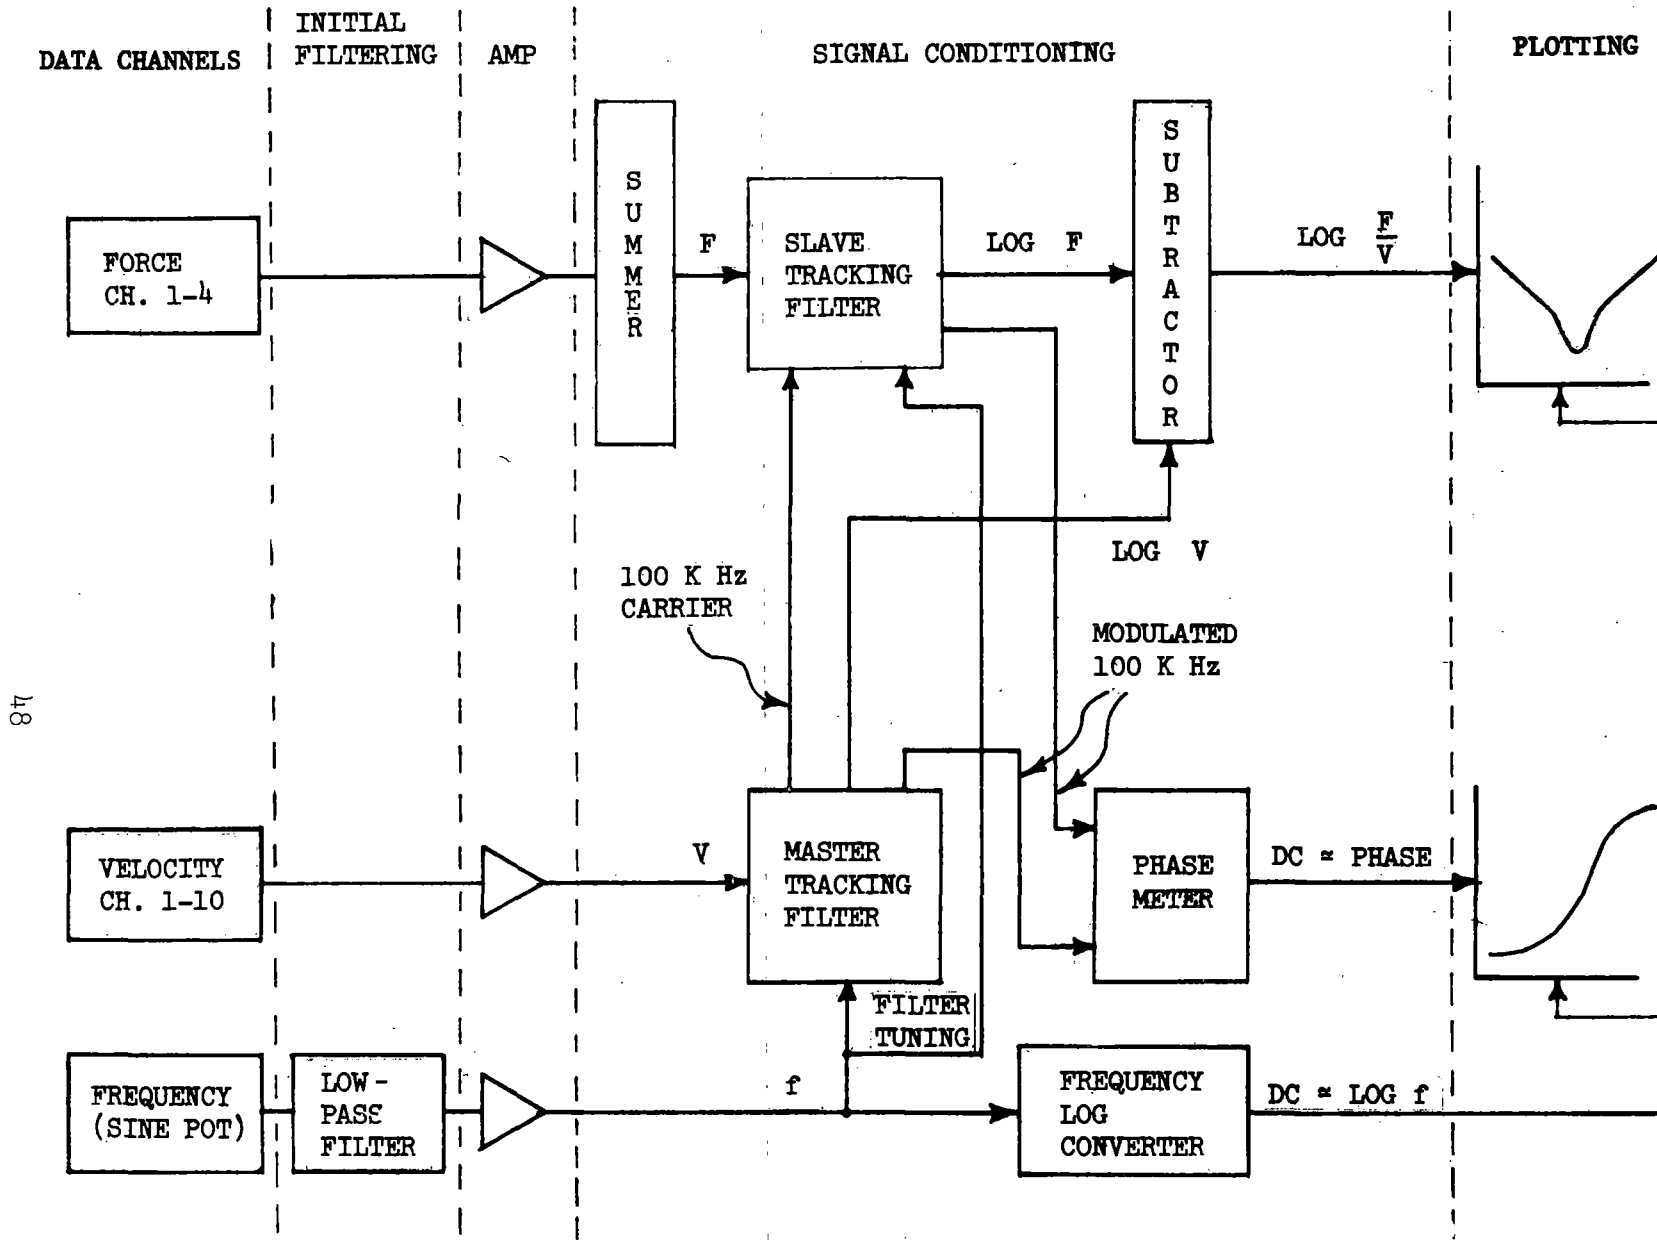 DATA CHANNELS
INITIAL
FILTERING
AMP
SIGNAL CONDITIONING
PLOTTING
FORCE
CH. 1-4
SUMMER
F
SLAVE
TRACKING
FILTER
LOG F
SUBTRACTOR
LOG F/V
LOG V
100 K Hz
CARRIER
MODULATED
100 K Hz
48
VELOCITY
CH. 1-10
V
MASTER
TRACKING
FILTER
PHASE
METER
DC ≃ PHASE
FILTER
TUNING
FREQUENCY
(SINE POT)
LOW-
PASS
FILTER
f
FREQUENCY
LOG
CONVERTER
DC ≃ LOG f